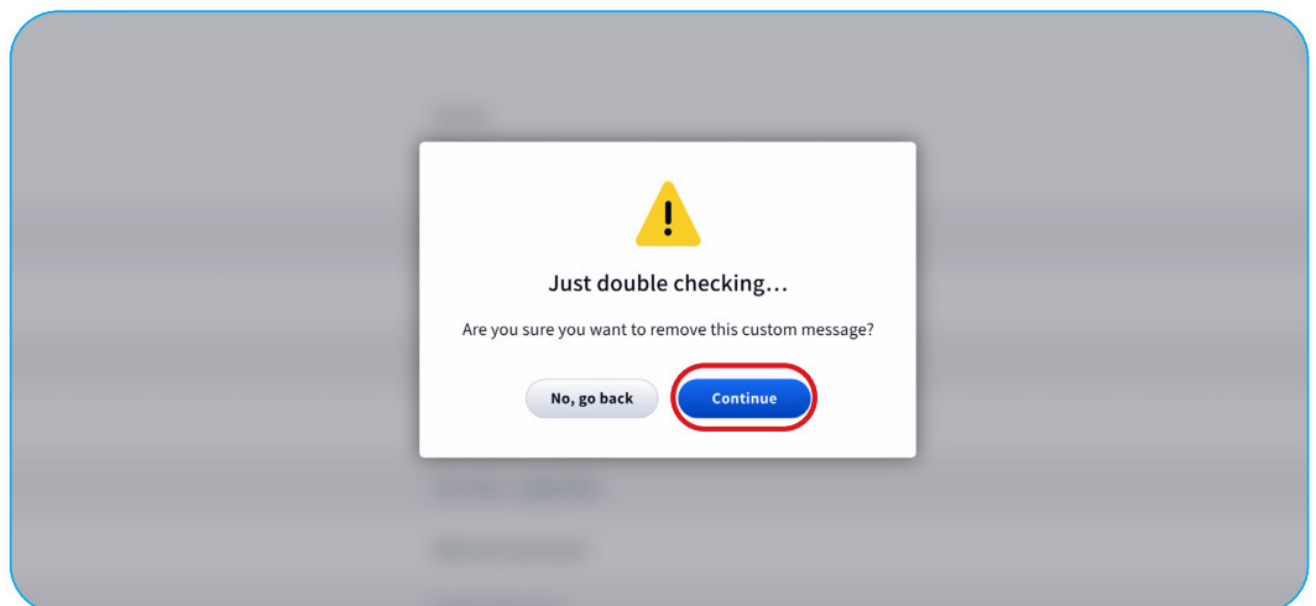 Just double checking...
Are you sure you want to remove this custom message?
No, go back
Continue